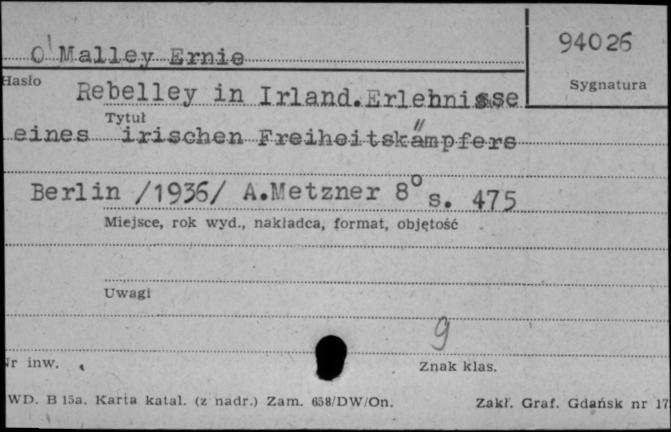 94026
O'Malley Ernie
Hasło
Sygnatura
Rebelley in Irland.Erlebnisse
Tytuł
eines irischen Freiheitskämpfers
Berlin /1936/ A.Metzner 8° s. 475
Miejsce, rok wyd., nakładca, format, objętość
Uwagi
9
Nr inw.
Znak klas.
WD. B 15a. Karta katal. (z nadr.) Zam. 658/DW/On.
Zakł. Graf. Gdańsk nr 17